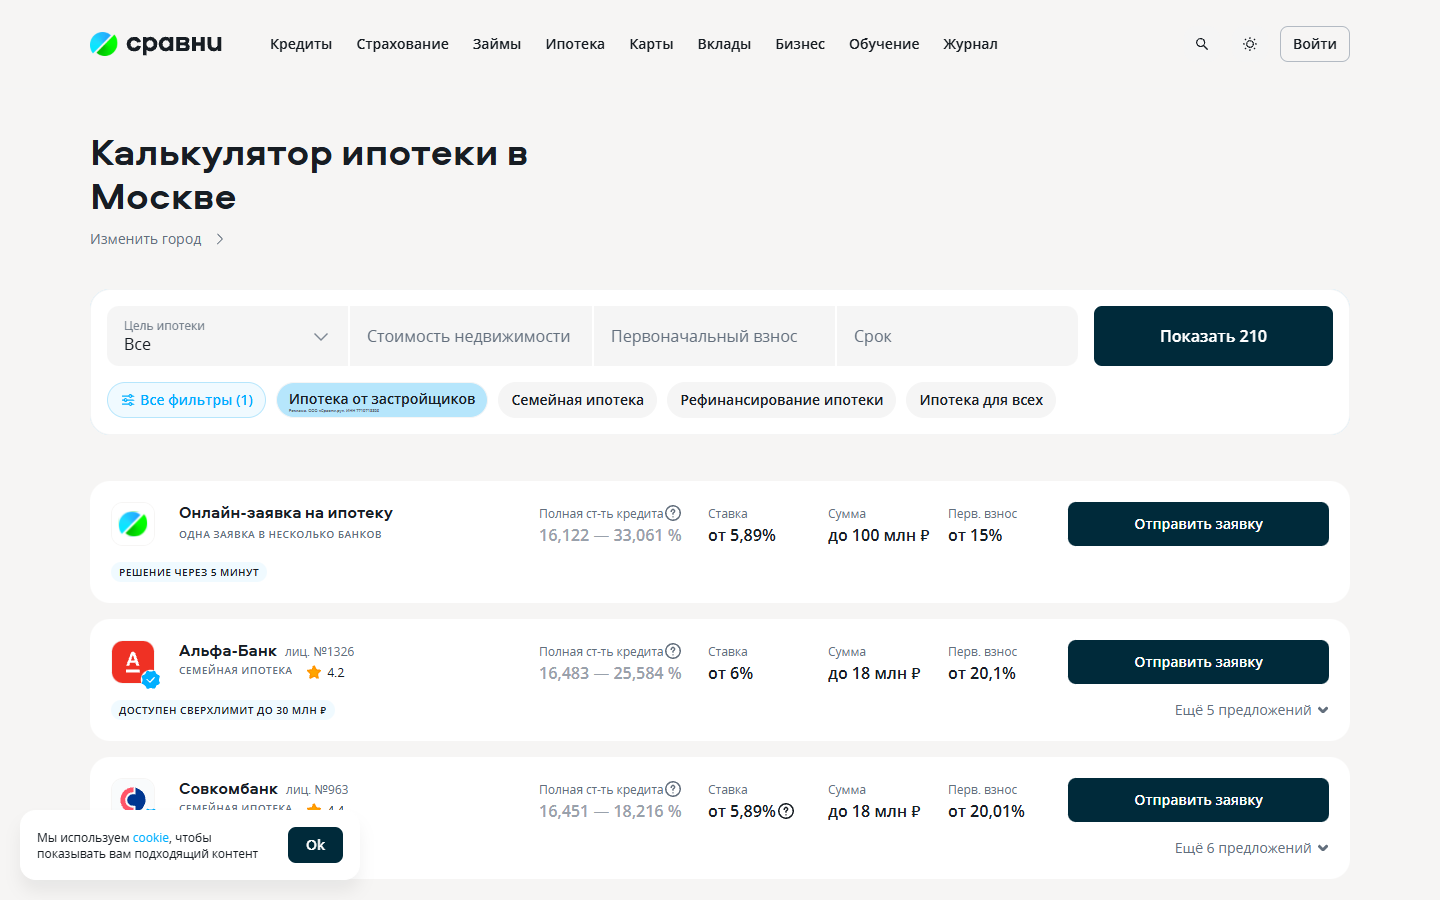 сравни
Кредиты Страхование Займы Ипотека Карты Вклады Бизнес Обучение Журнал Войти
Калькулятор ипотеки в
Москве
Изменить город
Цель ипотеки
Все
Стоимость недвижимости
Первоначальный взнос
Срок
Показать 210
Все фильтры (1)
Ипотека от застройщиков
Семейная ипотека
Рефинансирование ипотеки
Ипотека для всех
Онлайн-заявка на ипотеку
ОДНА ЗАЯВКА В НЕСКОЛЬКО БАНКОВ
Полная ст-ть кредита ?
16,122 — 33,061 %
Ставка
от 5,89%
Сумма
до 100 млн ₽
Перв. взнос
от 15%
Отправить заявку
РЕШЕНИЕ ЧЕРЕЗ 5 МИНУТ
Альфа-Банк лиц. №1326
СЕМЕЙНАЯ ИПОТЕКА 4.2
Полная ст-ть кредита ?
16,483 — 25,584 %
Ставка
от 6%
Сумма
до 18 млн ₽
Перв. взнос
от 20,1%
Отправить заявку
ДОСТУПЕН СВЕРХЛИМИТ ДО 30 МЛН ₽
Ещё 5 предложений
Совкомбанк лиц. №963
СЕМЕЙНАЯ ИПОТЕКА 4.4
Полная ст-ть кредита ?
16,451 — 18,216 %
Ставка
от 5,89% ?
Сумма
до 18 млн ₽
Перв. взнос
от 20,01%
Отправить заявку
Ещё 6 предложений
Мы используем cookie, чтобы
показывать вам подходящий контент
Ok